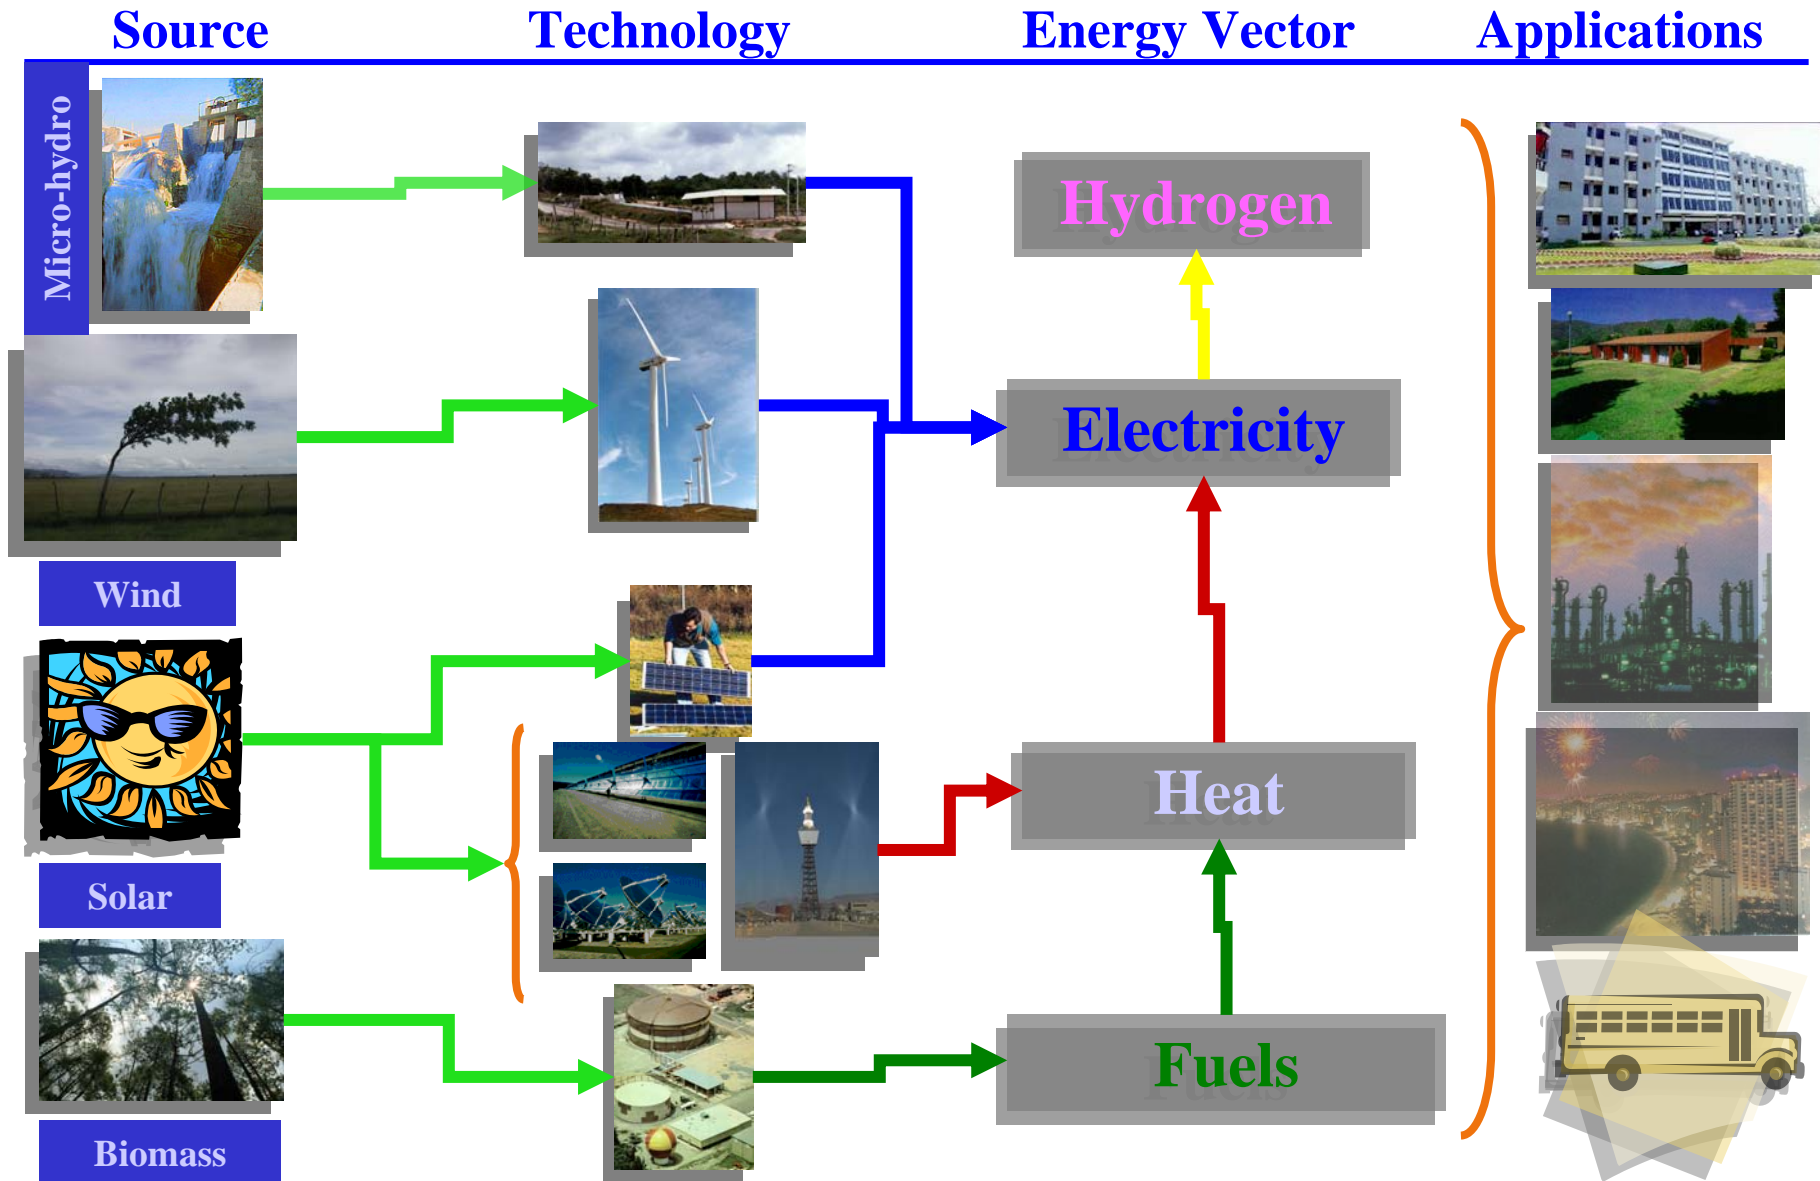 Source
Technology
Energy Vector
Applications
Micro-hydro
Hydrogen
Electricity
Wind
Heat
Solar
Fuels
Biomass